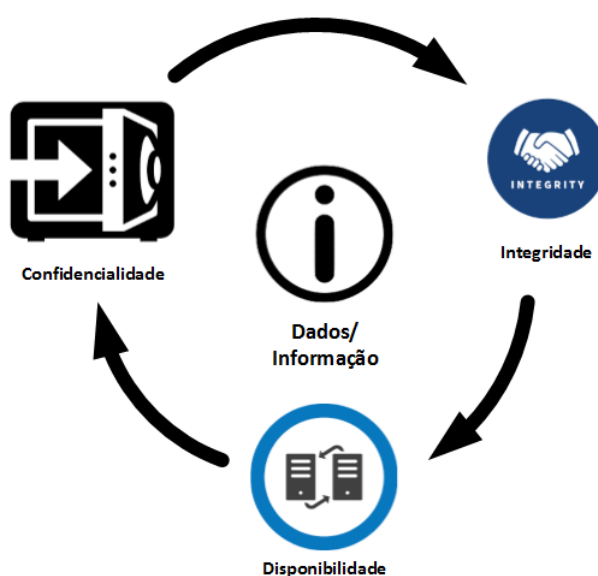 INTEGRITY
Confidencialidade
Integridade
Dados/
Informação
Disponibilidade